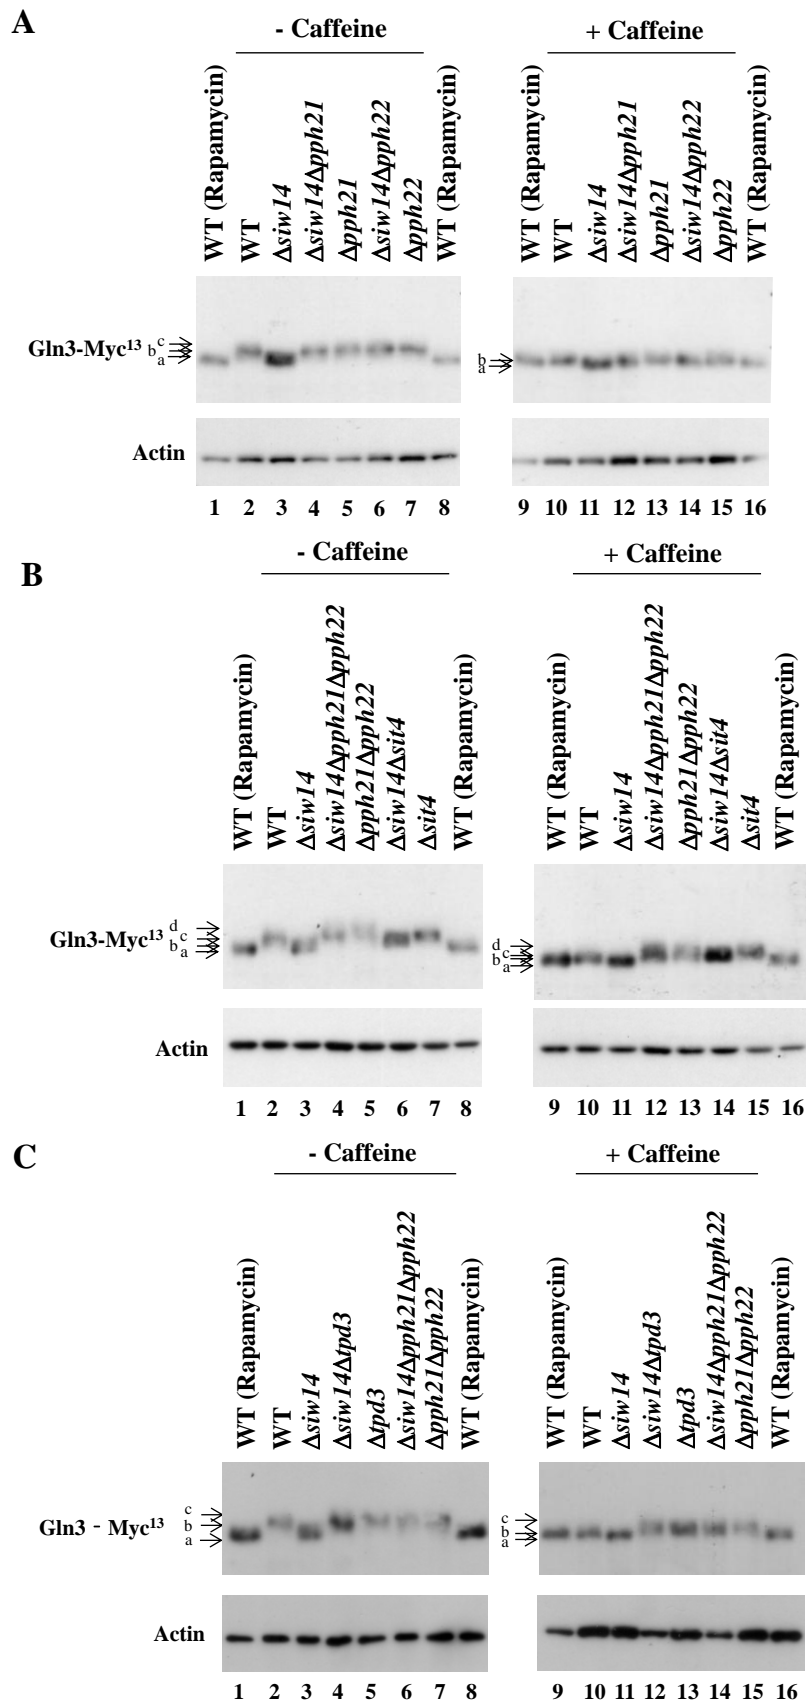 A
- Caffeine
+ Caffeine
WT (Rapamycin)
WT
Δsiw14
Δsiw14Δpph21
Δpph21
Δsiw14Δpph22
Δpph22
WT (Rapamycin)
WT (Rapamycin)
WT
Δsiw14
Δsiw14Δpph21
Δpph21
Δsiw14Δpph22
Δpph22
WT (Rapamycin)
Gln3-Myc¹³
c
b
a
b
a
Actin
1 2 3 4 5 6 7 8 9 10 11 12 13 14 15 16
B
- Caffeine
+ Caffeine
WT (Rapamycin)
WT
Δsiw14
Δsiw14Δpph21Δpph22
Δpph21Δpph22
Δsiw14Δsit4
Δsit4
WT (Rapamycin)
WT (Rapamycin)
WT
Δsiw14
Δsiw14Δpph21Δpph22
Δpph21Δpph22
Δsiw14Δsit4
Δsit4
WT (Rapamycin)
Gln3-Myc¹³
d
c
b
a
d
b c
a
Actin
1 2 3 4 5 6 7 8 9 10 11 12 13 14 15 16
C
- Caffeine
+ Caffeine
WT (Rapamycin)
WT
Δsiw14
Δsiw14Δtpd3
Δtpd3
Δsiw14Δpph21Δpph22
Δpph21Δpph22
WT (Rapamycin)
WT (Rapamycin)
WT
Δsiw14
Δsiw14Δtpd3
Δtpd3
Δsiw14Δpph21Δpph22
Δpph21Δpph22
WT (Rapamycin)
Gln3 - Myc¹³
c
b
a
c
b
a
Actin
1 2 3 4 5 6 7 8 9 10 11 12 13 14 15 16